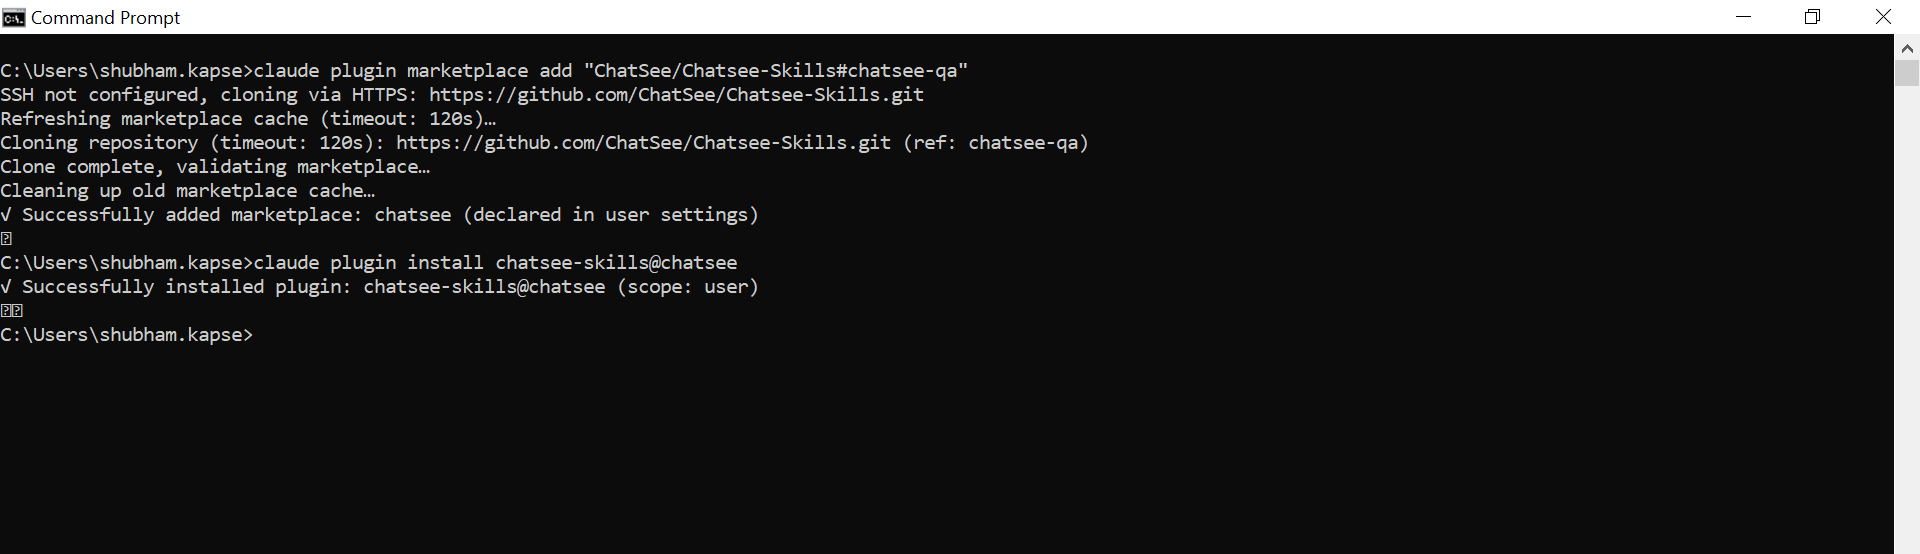 Command Prompt
C:\Users\shubham.kapse>claude plugin marketplace add "ChatSee/Chatsee-Skills#chatsee-qa"
SSH not configured, cloning via HTTPS: https://github.com/ChatSee/Chatsee-Skills.git
Refreshing marketplace cache (timeout: 120s)…
Cloning repository (timeout: 120s): https://github.com/ChatSee/Chatsee-Skills.git (ref: chatsee-qa)
Clone complete, validating marketplace…
Cleaning up old marketplace cache…
√ Successfully added marketplace: chatsee (declared in user settings)
C:\Users\shubham.kapse>claude plugin install chatsee-skills@chatsee
√ Successfully installed plugin: chatsee-skills@chatsee (scope: user)
C:\Users\shubham.kapse>